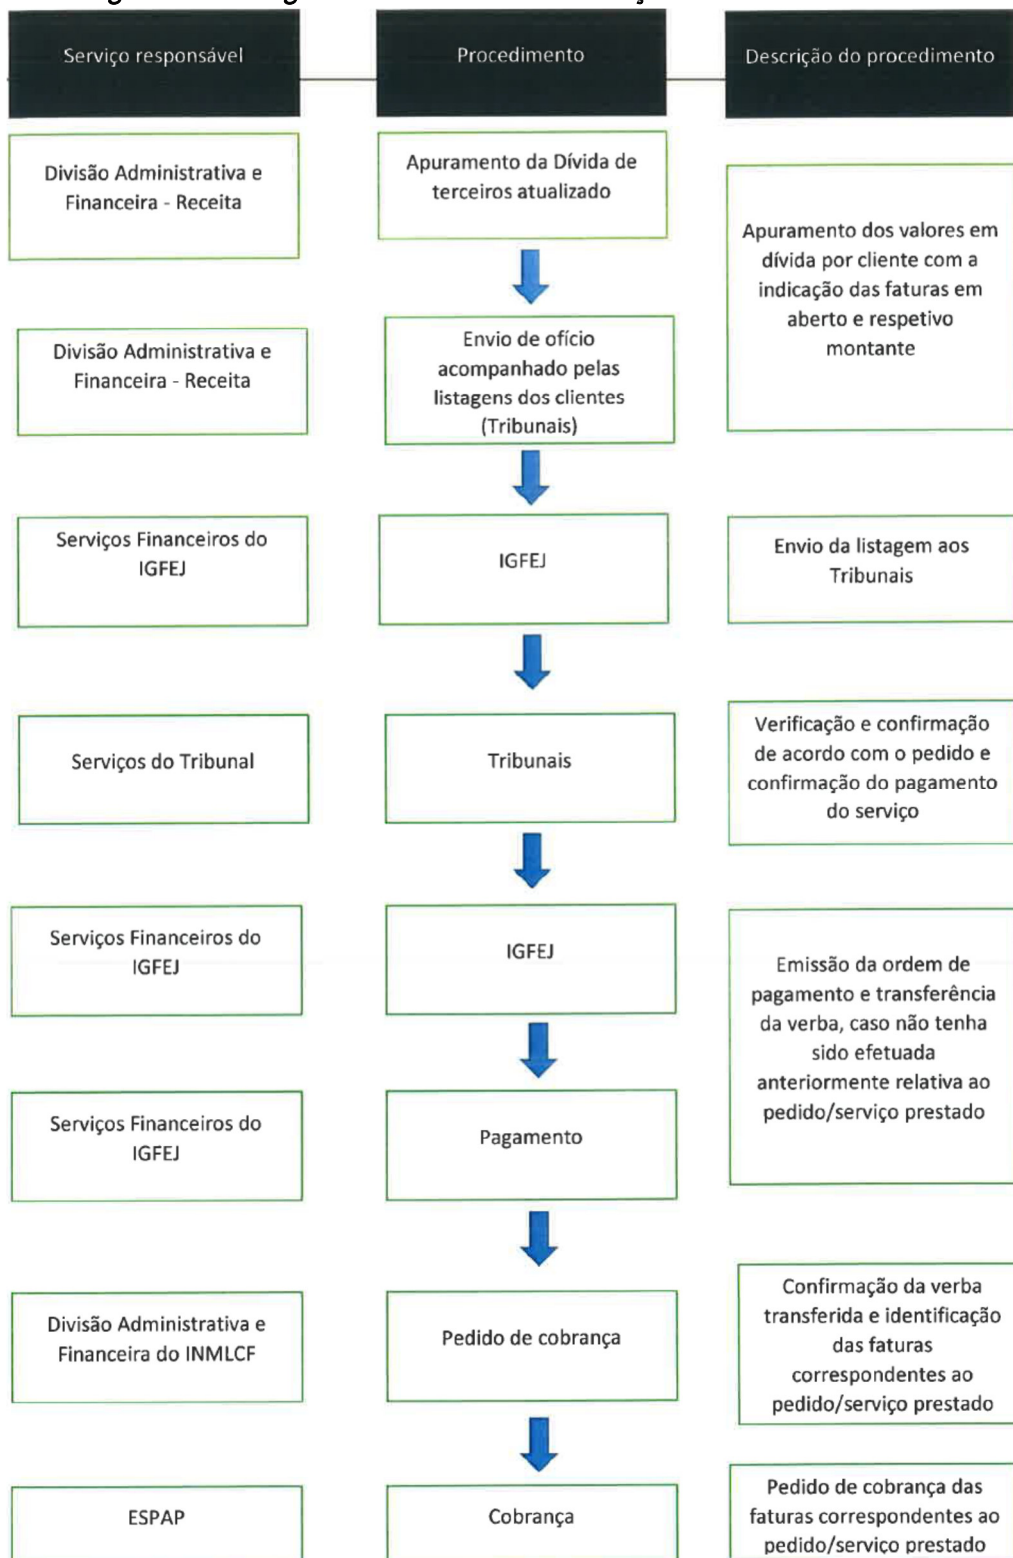 Serviço responsável
Procedimento
Descrição do procedimento
Divisão Administrativa e
Financeira - Receita
Apuramento da Dívida de
terceiros atualizado
Apuramento dos valores em
dívida por cliente com a
indicação das faturas em
aberto e respetivo
montante
Divisão Administrativa e
Financeira - Receita
Envio de ofício
acompanhado pelas
listagens dos clientes
(Tribunais)
Serviços Financeiros do
IGFEJ
IGFEJ
Envio da listagem aos
Tribunais
Serviços do Tribunal
Tribunais
Verificação e confirmação
de acordo com o pedido e
confirmação do pagamento
do serviço
Serviços Financeiros do
IGFEJ
IGFEJ
Emissão da ordem de
pagamento e transferência
da verba, caso não tenha
sido efetuada
anteriormente relativa ao
pedido/serviço prestado
Serviços Financeiros do
IGFEJ
Pagamento
Divisão Administrativa e
Financeira do INMLCF
Pedido de cobrança
Confirmação da verba
transferida e identificação
das faturas
correspondentes ao
pedido/serviço prestado
ESPAP
Cobrança
Pedido de cobrança das
faturas correspondentes ao
pedido/serviço prestado